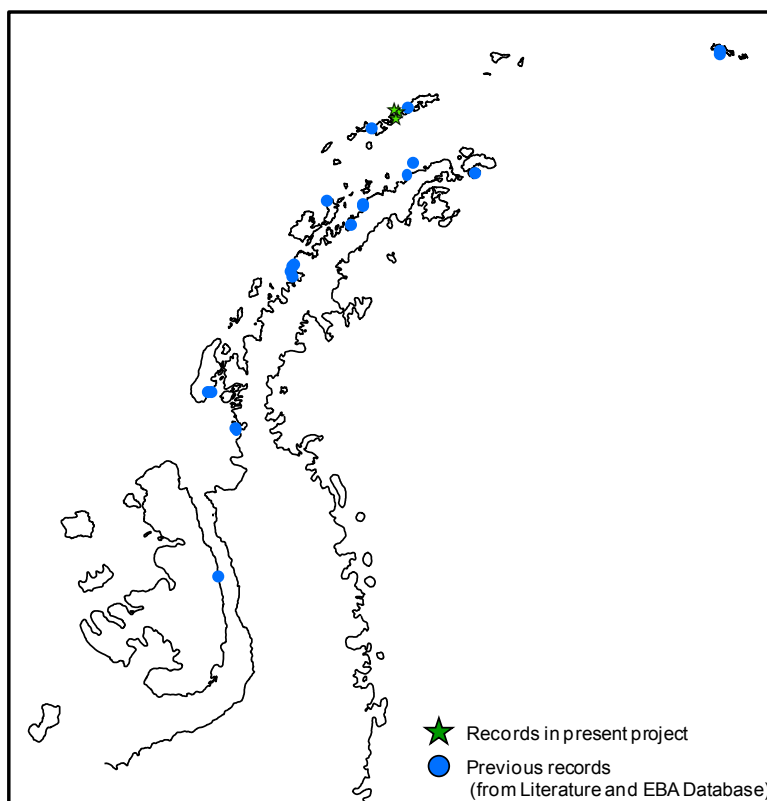 Records in present project
Previous records
(from Literature and EBA Database)